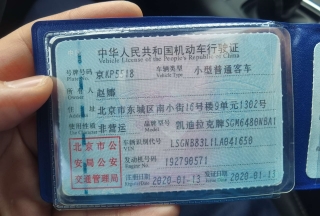 中华人民共和国机动车行驶证
Vehicle License of the People's Republic of China
号牌号码 京KP5518 车辆类型 小型普通客车
Plate No. Vehicle Type
所有人 赵娜
住址 北京市东城区南小街16号楼9单元1302号
使用性质 非营运 品牌型号 凯迪拉克牌SGM6480NBA1
北京市公 车辆识别代号 LSGNB83L1LA041650
VIN
安局公安 发动机号码 192790571
交通管理局 注册日期 2020-01-13 发证日期 2020-01-13